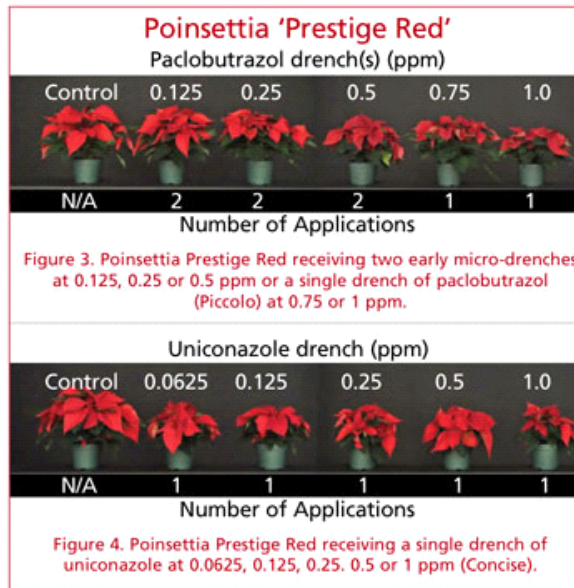 Poinsettia ‘Prestige Red’
Paclobutrazol drench(s) (ppm)
Control 0.125 0.25 0.5 0.75 1.0
N/A 2 2 2 1 1
Number of Applications
Figure 3. Poinsettia Prestige Red receiving two early micro-drenches
at 0.125, 0.25 or 0.5 ppm or a single drench of paclobutrazol
(Piccolo) at 0.75 or 1 ppm.
Uniconazole drench (ppm)
Control 0.0625 0.125 0.25 0.5 1.0
N/A 1 1 1 1 1
Number of Applications
Figure 4. Poinsettia Prestige Red receiving a single drench of
uniconazole at 0.0625, 0.125, 0.25. 0.5 or 1 ppm (Concise).